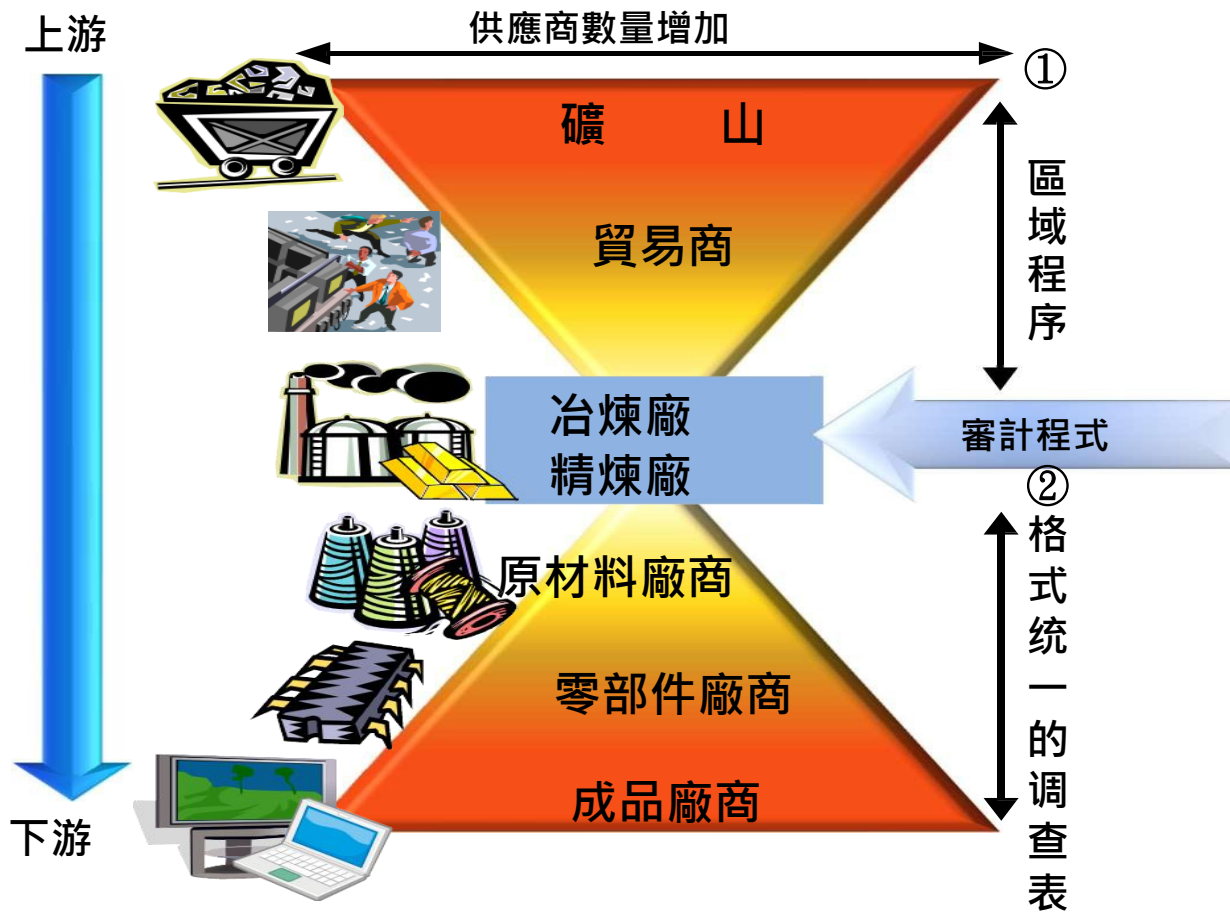 上游
供應商數量增加
①
礦 山
區域程序
貿易商
冶煉廠
精煉廠
審計程式
②
格式统一的调查表
原材料廠商
零部件廠商
成品廠商
下游